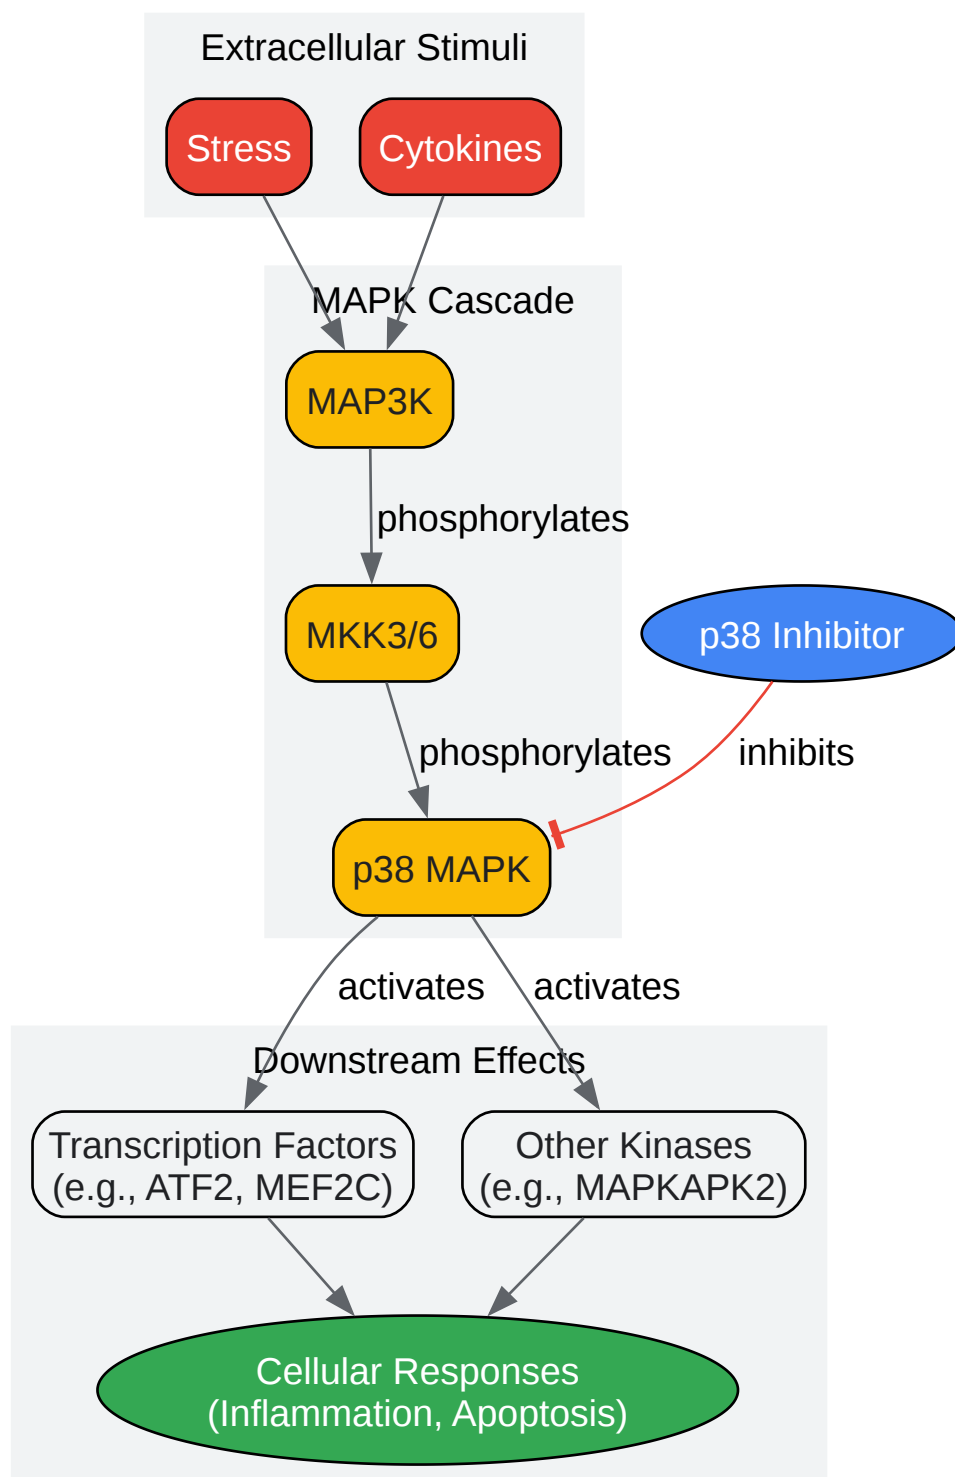 Extracellular Stimuli
Stress
Cytokines
MAPK Cascade
MAP3K
phosphorylates
MKK3/6
p38 Inhibitor
phosphorylates
inhibits
p38 MAPK
activates
activates
Downstream Effects
Transcription Factors
(e.g., ATF2, MEF2C)
Other Kinases
(e.g., MAPKAPK2)
Cellular Responses
(Inflammation, Apoptosis)